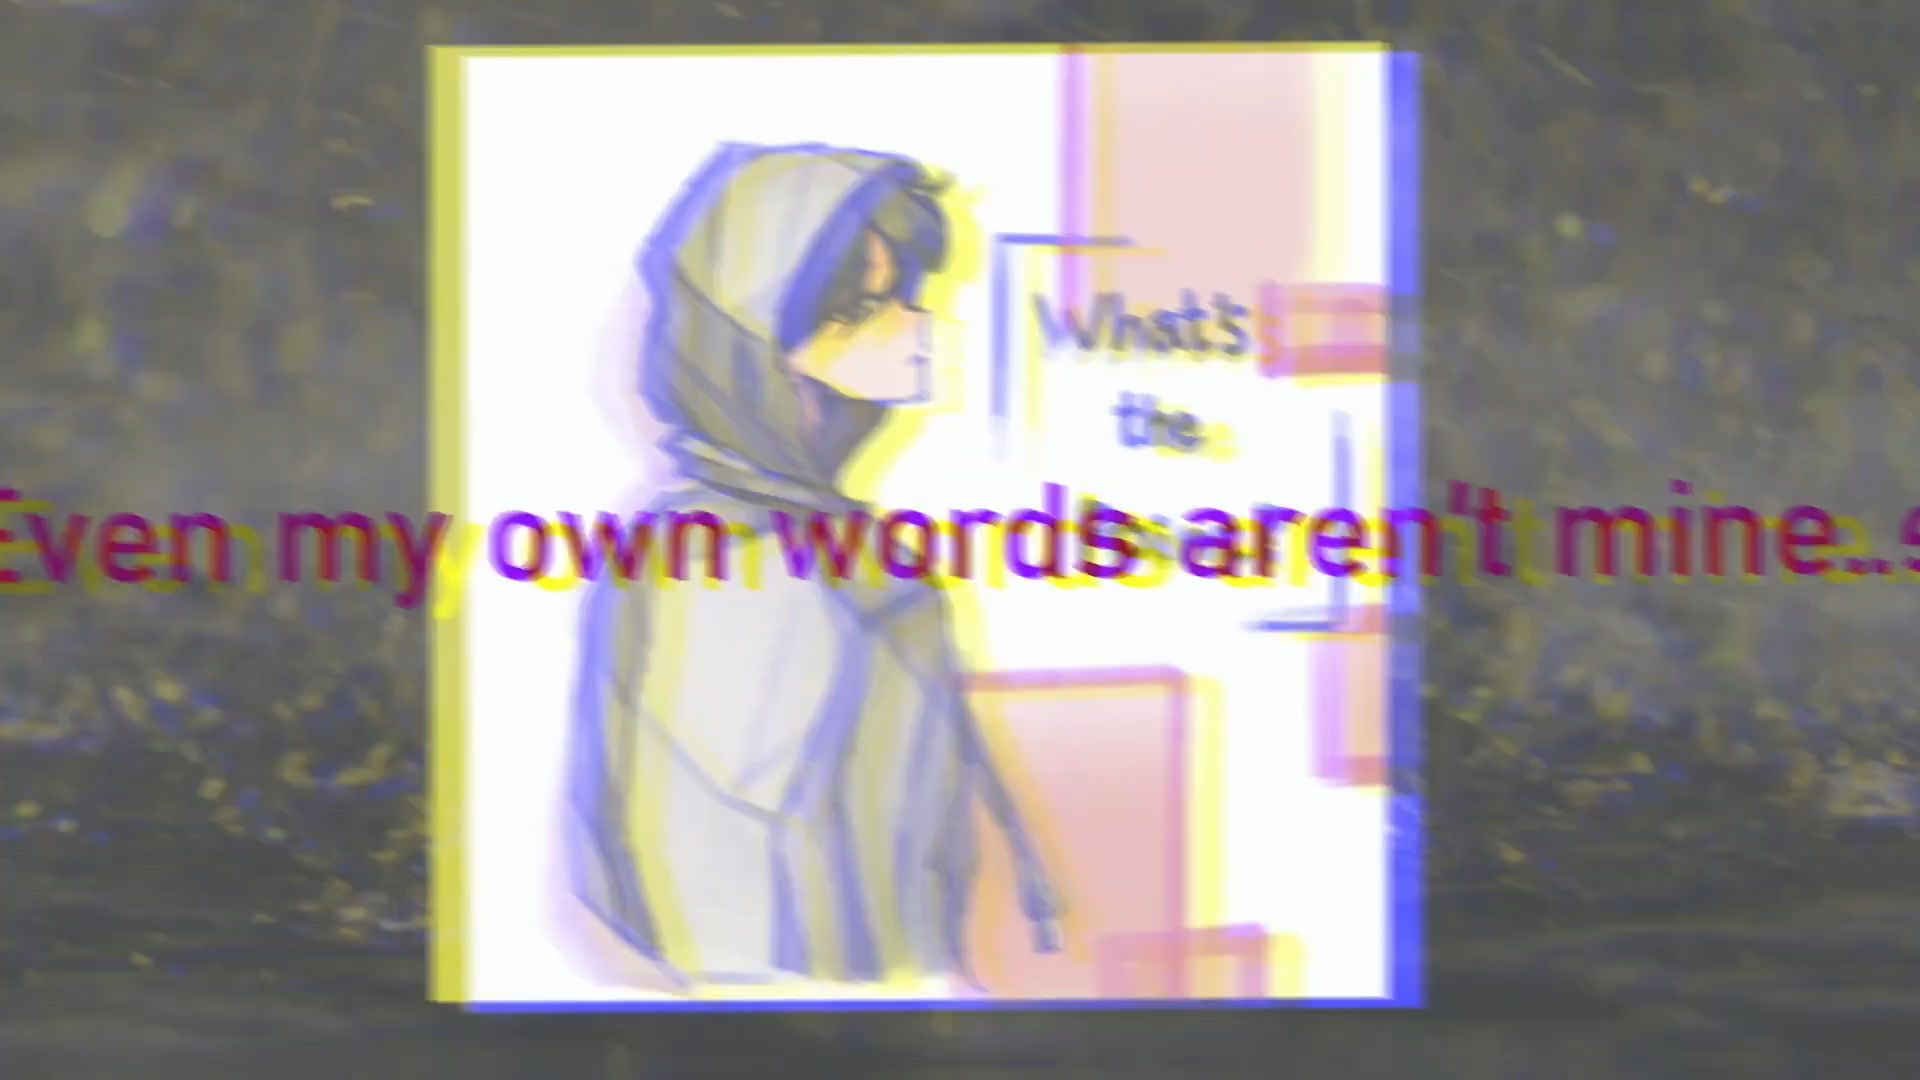 What's
the
Even my own words aren't mine..